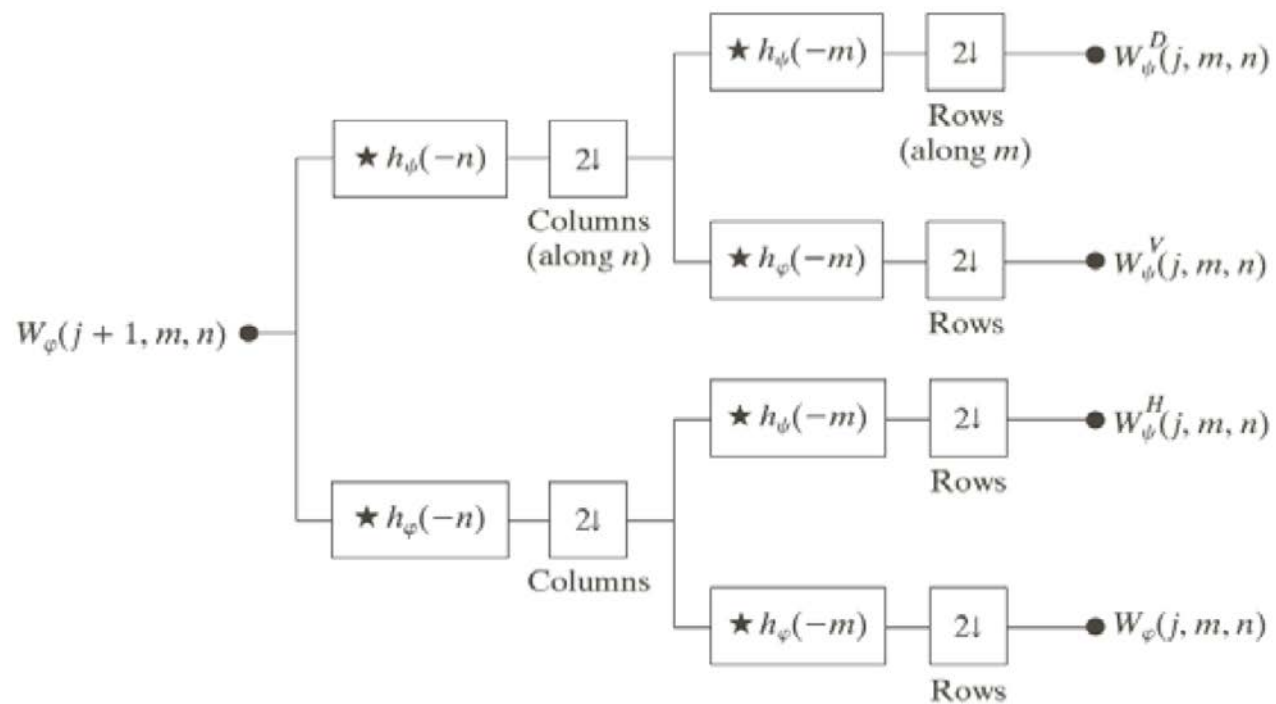 ★ h_ψ(−m)
2↓
W_ψ^D(j, m, n)
Rows
(along m)
★ h_ψ(−n)
2↓
Columns
(along n)
★ h_φ(−m)
2↓
W_ψ^V(j, m, n)
Rows
W_φ(j + 1, m, n)
★ h_ψ(−m)
2↓
W_ψ^H(j, m, n)
Rows
★ h_φ(−n)
2↓
Columns
★ h_φ(−m)
2↓
W_φ(j, m, n)
Rows